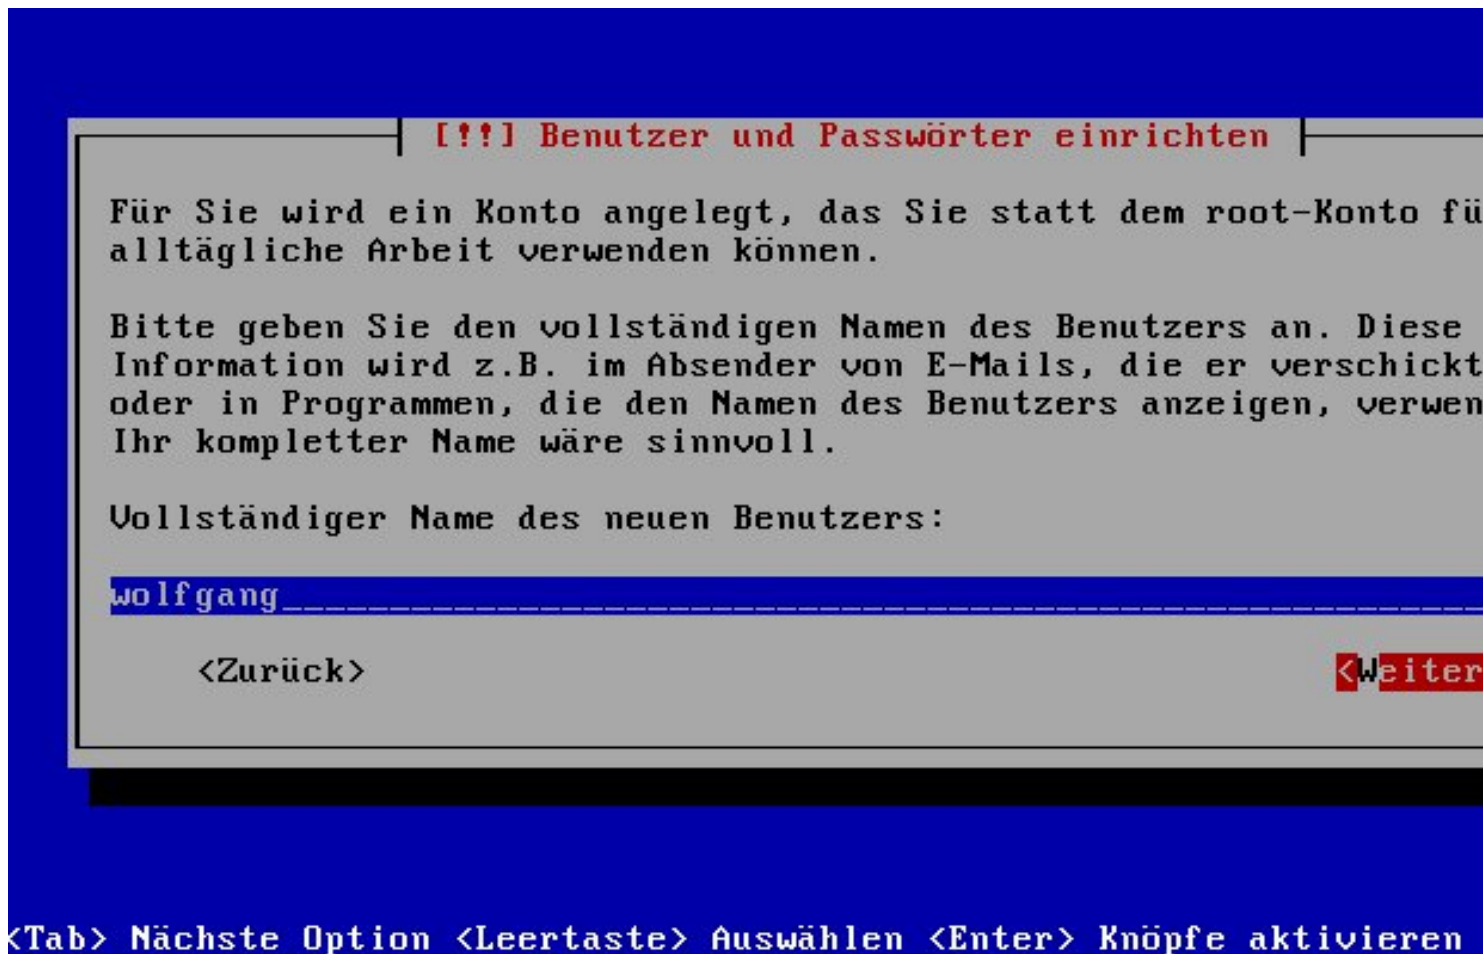 [!!] Benutzer und Passwörter einrichten
Für Sie wird ein Konto angelegt, das Sie statt dem root-Konto fü
alltägliche Arbeit verwenden können.
Bitte geben Sie den vollständigen Namen des Benutzers an. Diese
Information wird z.B. im Absender von E-Mails, die er verschickt
oder in Programmen, die den Namen des Benutzers anzeigen, verwen
Ihr kompletter Name wäre sinnvoll.
Vollständiger Name des neuen Benutzers:
wolfgang
<Zurück> <Weiter
<Tab> Nächste Option <Leertaste> Auswählen <Enter> Knöpfe aktivieren